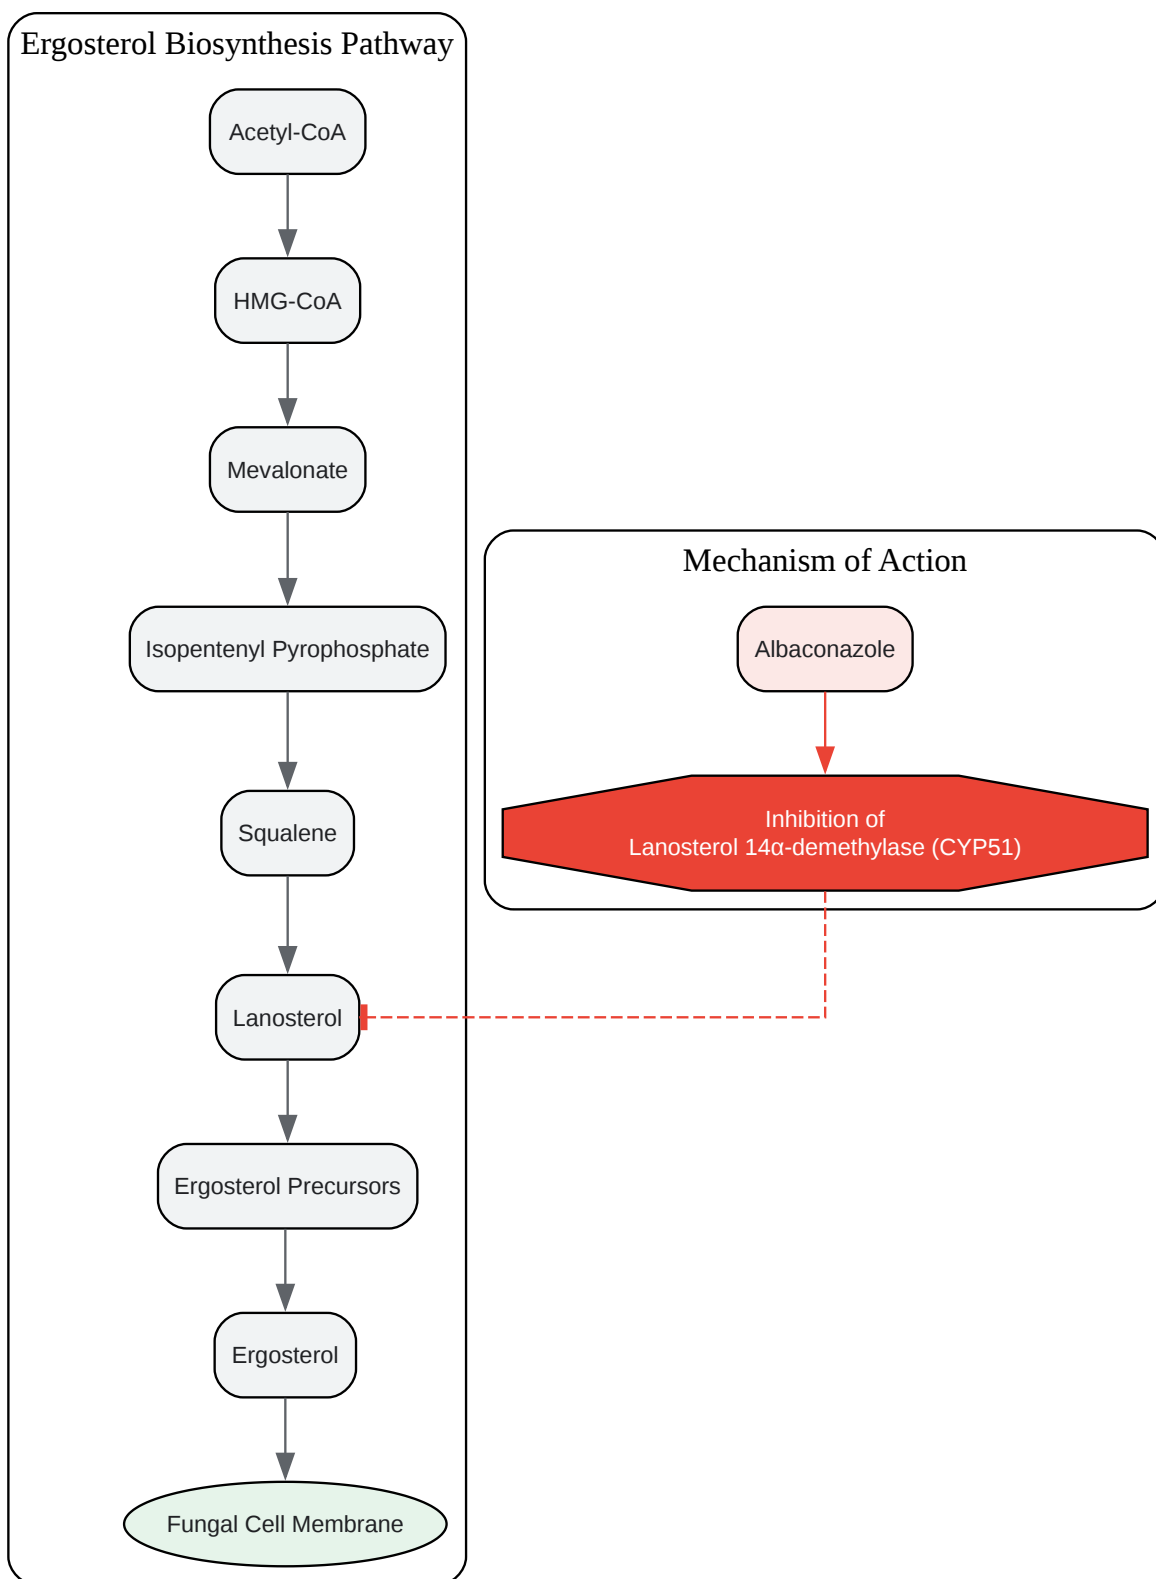 Ergosterol Biosynthesis Pathway
Acetyl-CoA
HMG-CoA
Mevalonate
Isopentenyl Pyrophosphate
Squalene
Lanosterol
Ergosterol Precursors
Ergosterol
Fungal Cell Membrane
Mechanism of Action
Albaconazole
Inhibition of
Lanosterol 14α-demethylase (CYP51)